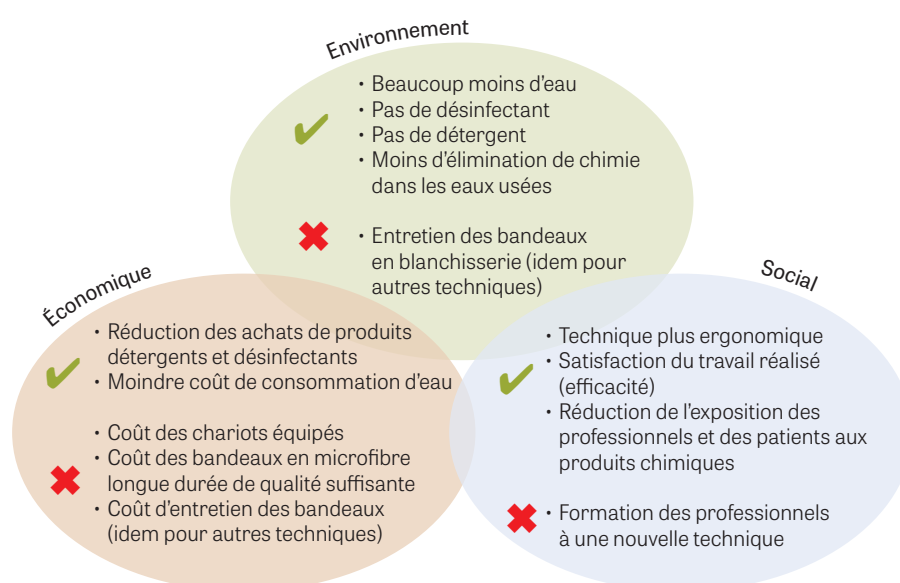 Environnement
• Beaucoup moins d'eau
• Pas de désinfectant
• Pas de détergent
• Moins d'élimination de chimie
dans les eaux usées
• Entretien des bandeaux
en blanchisserie (idem pour
autres techniques)
Économique
• Réduction des achats de produits
détergents et désinfectants
• Moindre coût de consommation d'eau
• Coût des chariots équipés
• Coût des bandeaux en microfibre
longue durée de qualité suffisante
• Coût d'entretien des bandeaux
(idem pour autres techniques)
Social
• Technique plus ergonomique
• Satisfaction du travail réalisé
(efficacité)
• Réduction de l'exposition des
professionnels et des patients aux
produits chimiques
• Formation des professionnels
à une nouvelle technique